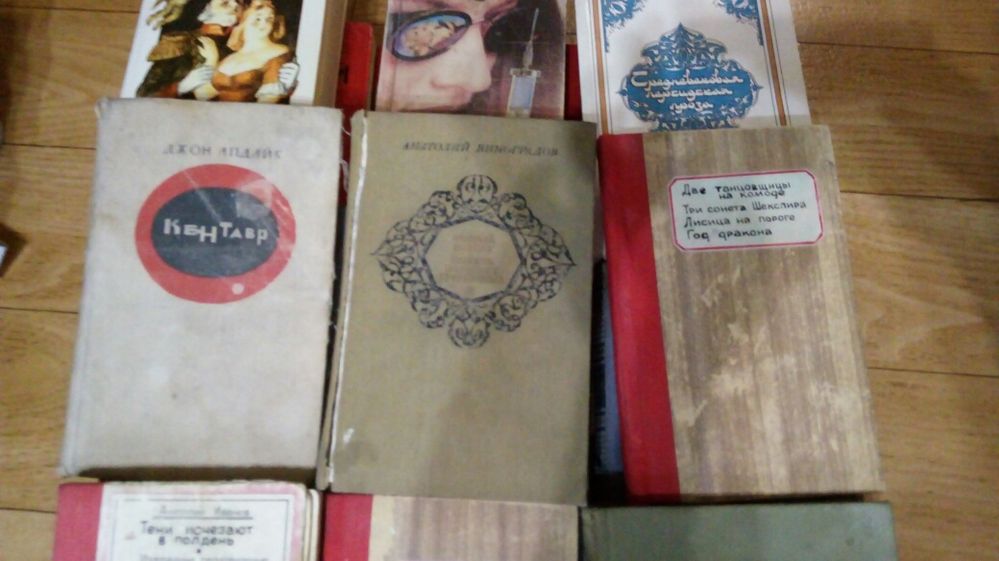 Средневековая
персидская
проза
ДЖОН АПДАЙК
КЕНТАВР
АНАТОЛИЙ ВИНОГРАДОВ
Две танцовщицы
на комоде
Три сонета Шекспира
Лисица на пороге
Год дракона
Анатолий Иванов
Тени исчезают
в полдень